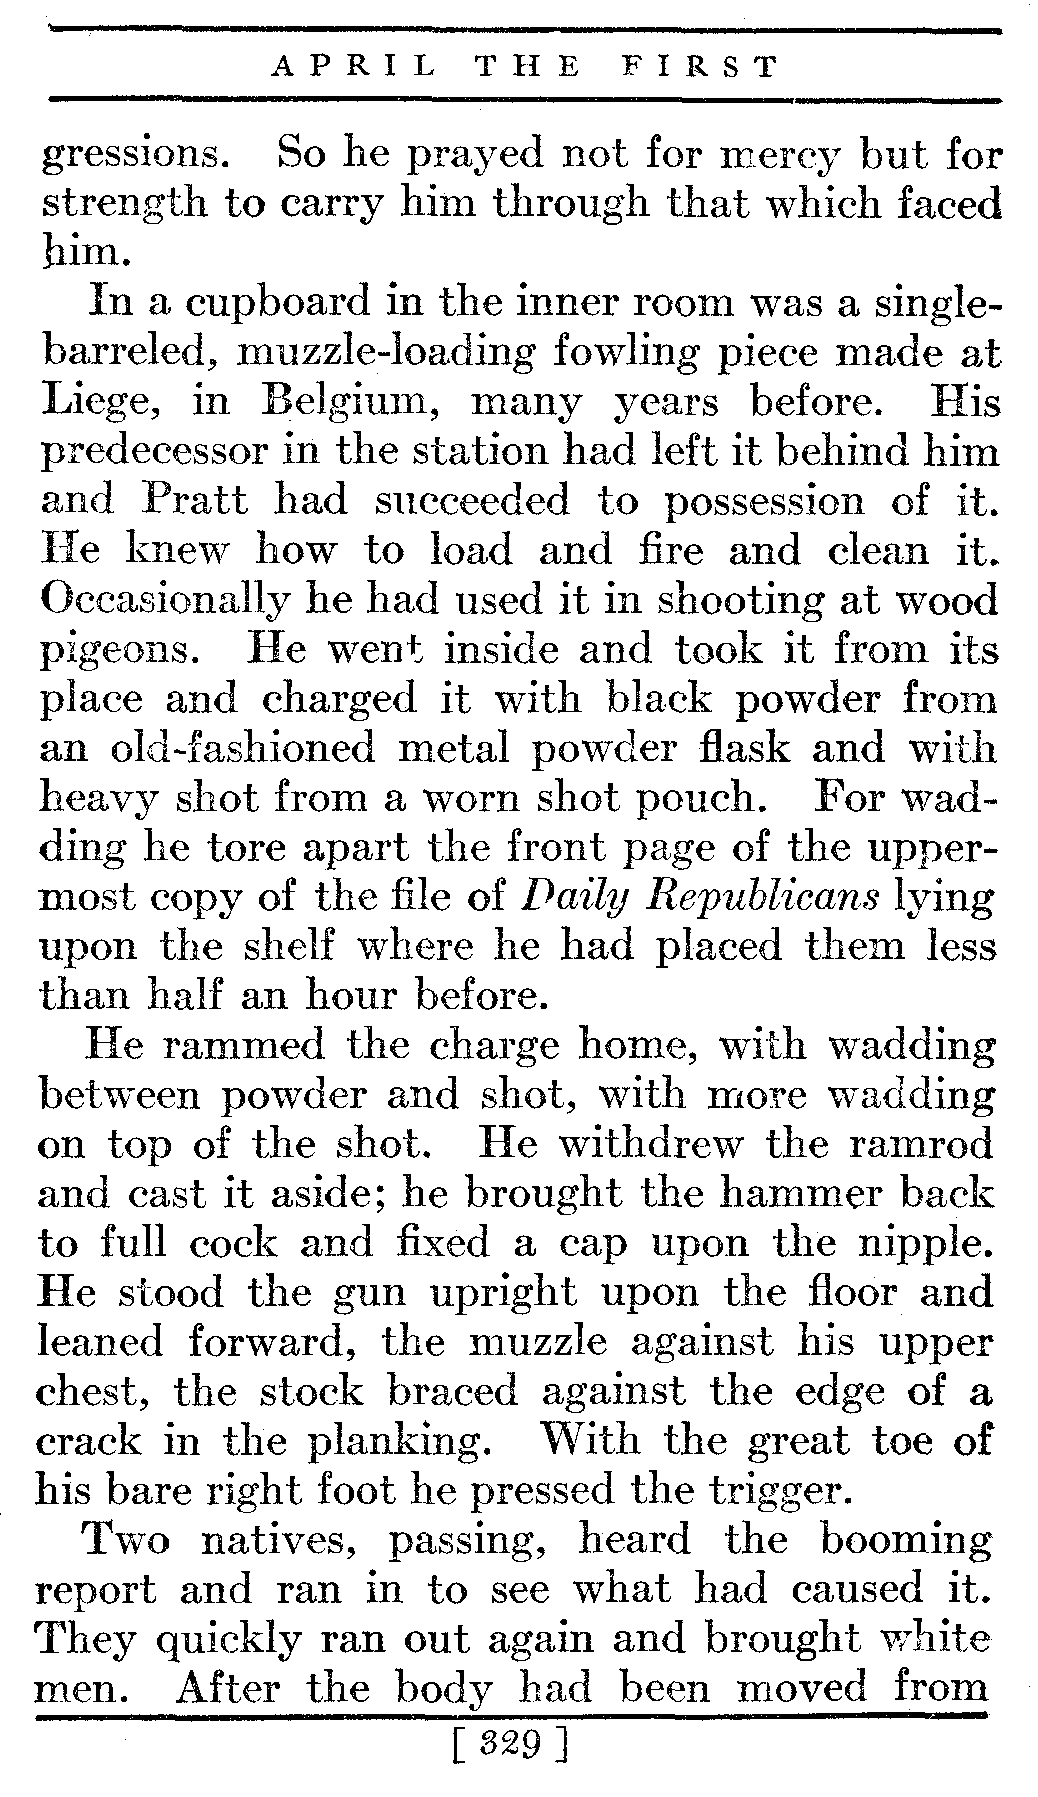 APRIL THE FIRST
gressions. So he prayed not for mercy but for
strength to carry him through that which faced
him.
In a cupboard in the inner room was a single-
barreled, muzzle-loading fowling piece made at
Liege, in Belgium, many years before. His
predecessor in the station had left it behind him
and Pratt had succeeded to possession of it.
He knew how to load and fire and clean it.
Occasionally he had used it in shooting at wood
pigeons. He went inside and took it from its
place and charged it with black powder from
an old-fashioned metal powder flask and with
heavy shot from a worn shot pouch. For wad-
ding he tore apart the front page of the upper-
most copy of the file of Daily Republicans lying
upon the shelf where he had placed them less
than half an hour before.
He rammed the charge home, with wadding
between powder and shot, with more wadding
on top of the shot. He withdrew the ramrod
and cast it aside; he brought the hammer back
to full cock and fixed a cap upon the nipple.
He stood the gun upright upon the floor and
leaned forward, the muzzle against his upper
chest, the stock braced against the edge of a
crack in the planking. With the great toe of
his bare right foot he pressed the trigger.
Two natives, passing, heard the booming
report and ran in to see what had caused it.
They quickly ran out again and brought white
men. After the body had been moved from
[ 329 ]